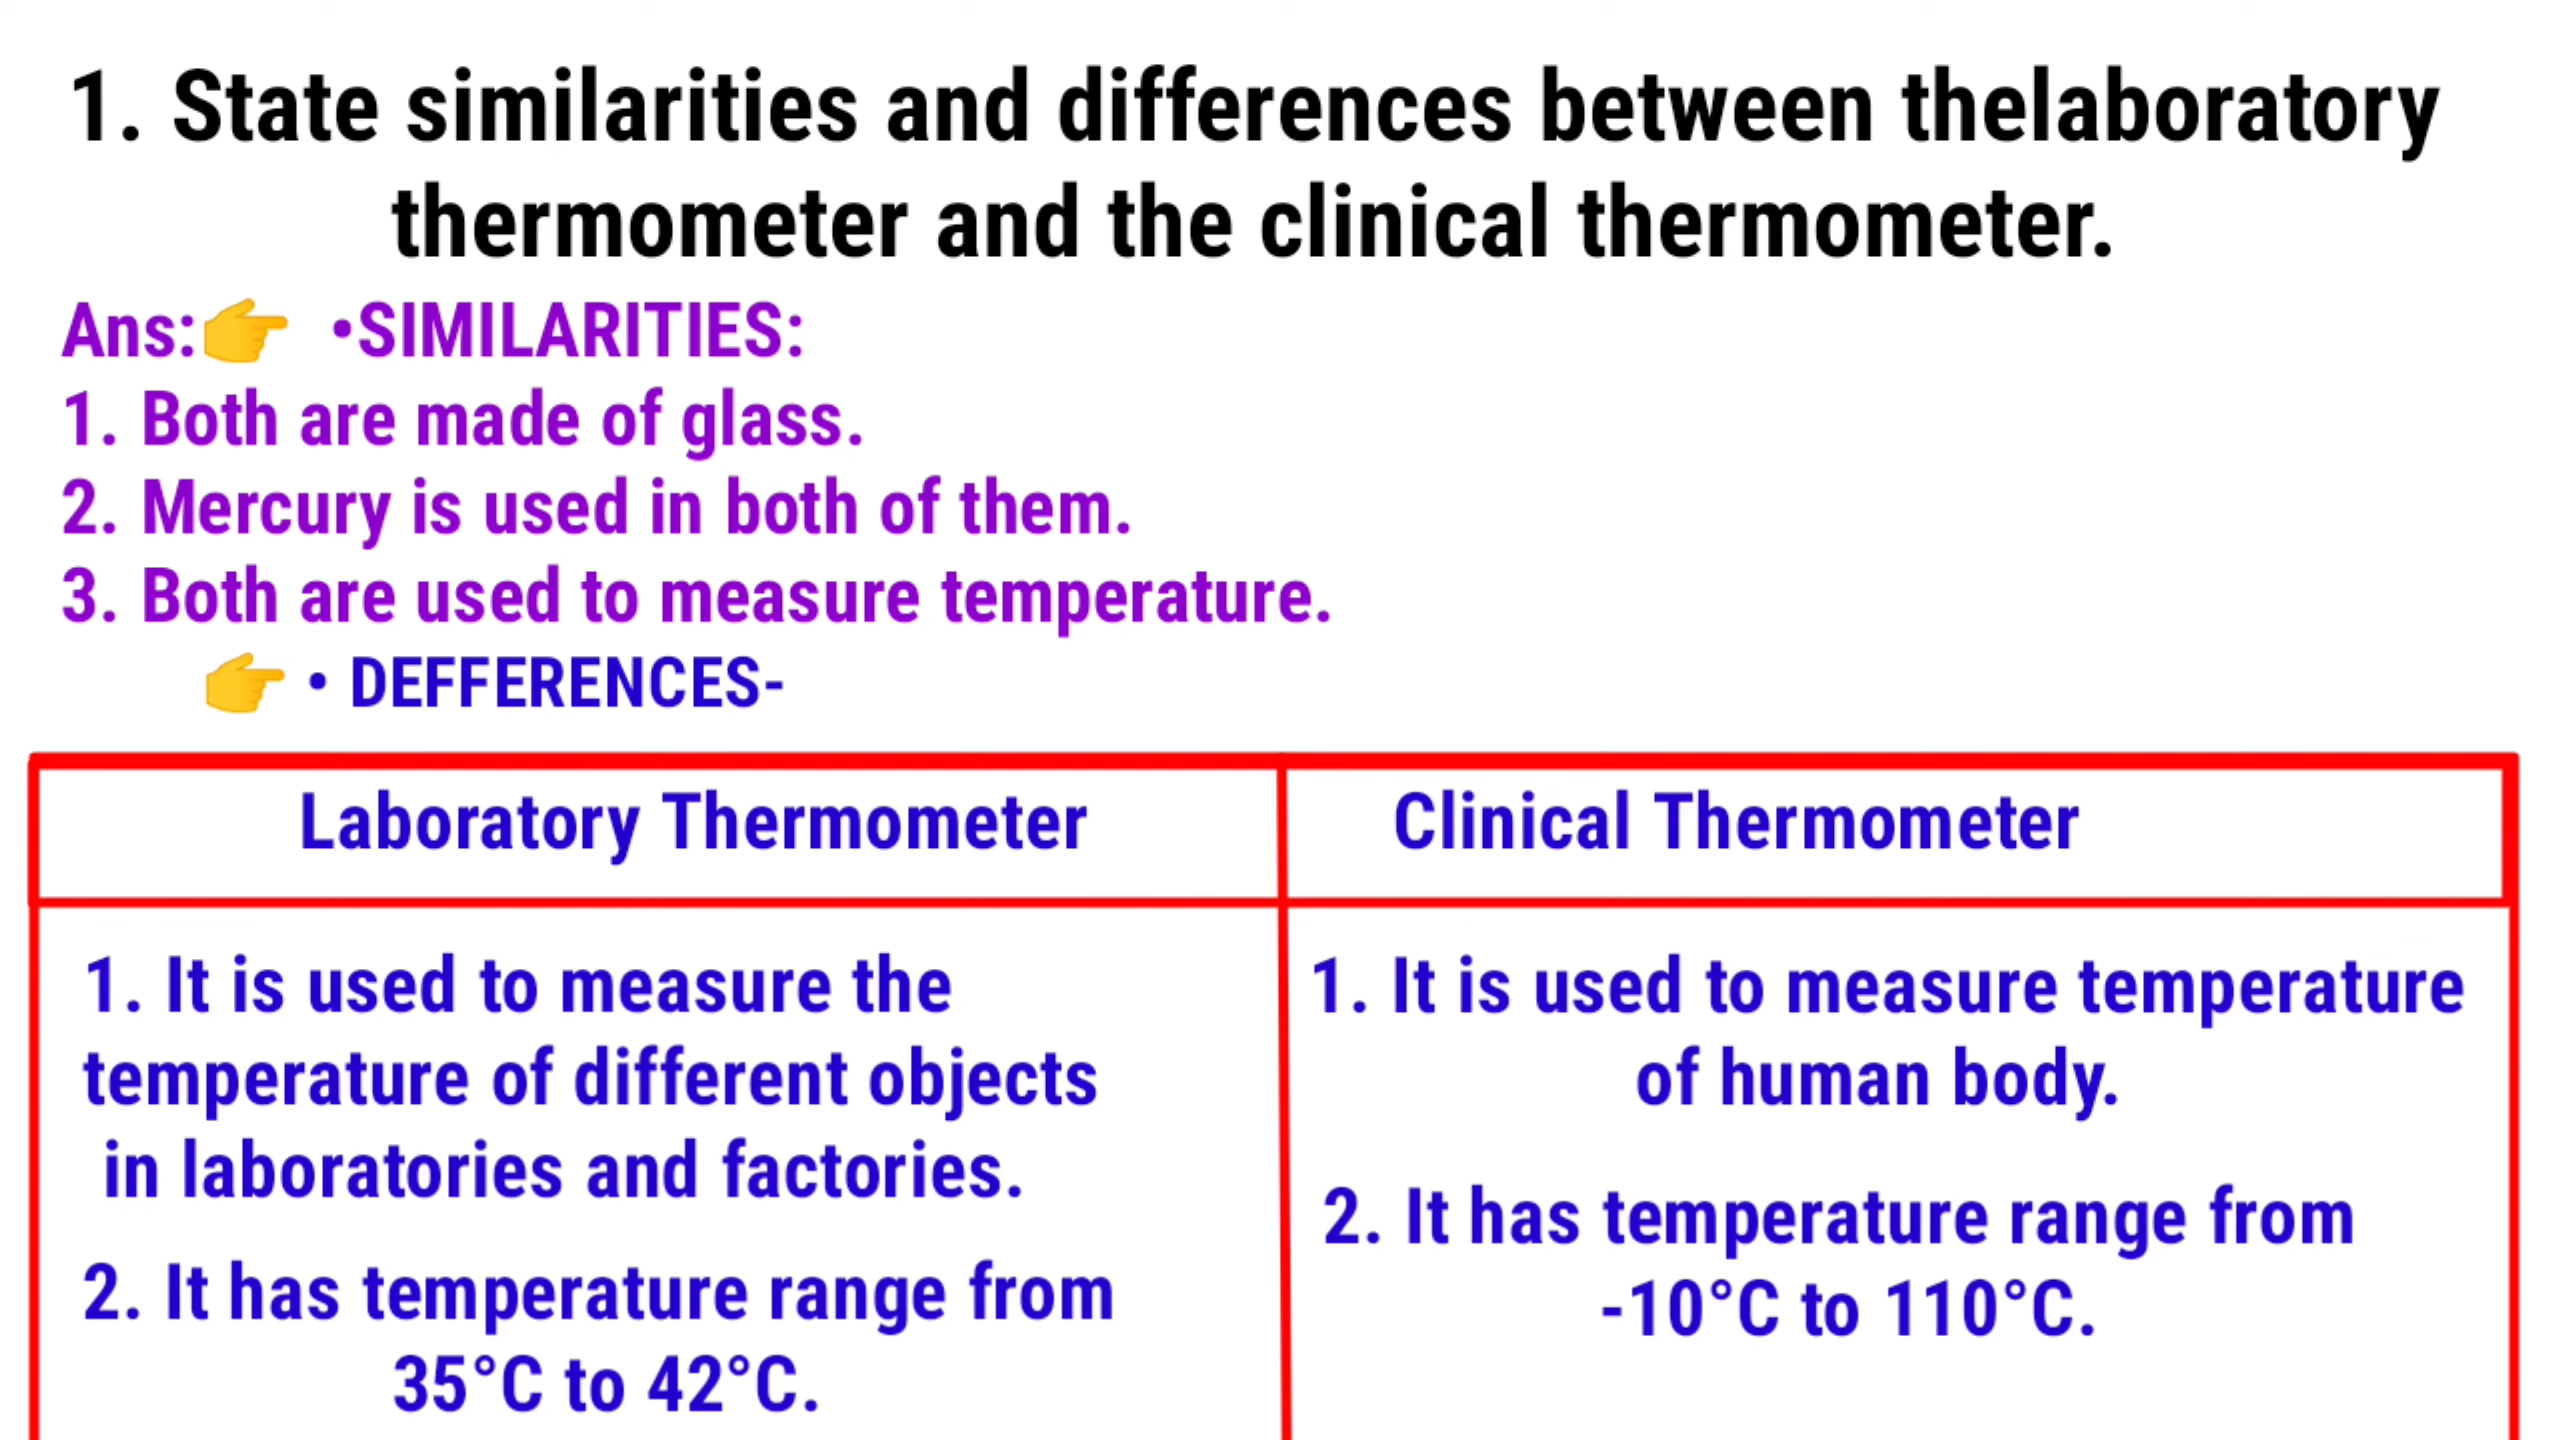 1. State similarities and differences between thelaboratory
thermometer and the clinical thermometer.
Ans:👉 •SIMILARITIES:
1. Both are made of glass.
2. Mercury is used in both of them.
3. Both are used to measure temperature.
👉 • DEFFERENCES-
Laboratory Thermometer
1. It is used to measure the
temperature of different objects
in laboratories and factories.
2. It has temperature range from
35°C to 42°C.
Clinical Thermometer
1. It is used to measure temperature
of human body.
2. It has temperature range from
-10°C to 110°C.